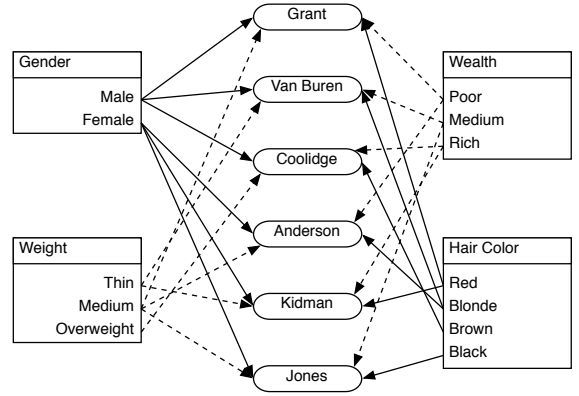 Grant
Gender
Male
Female
Van Buren
Wealth
Poor
Medium
Rich
Coolidge
Anderson
Weight
Thin
Medium
Overweight
Kidman
Hair Color
Red
Blonde
Brown
Black
Jones